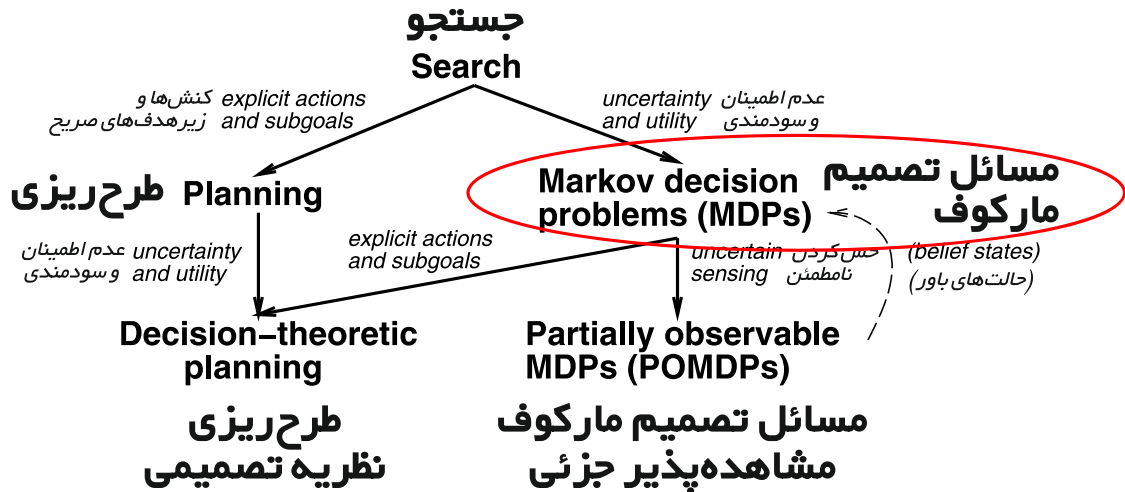 جستجو
Search
کنش‌ها و explicit actions
زیرهدف‌های صریح and subgoals
uncertainty عدم اطمینان
and utility و سودمندی
طرح‌ریزی Planning
Markov decision مسائل تصمیم
problems (MDPs) مارکوف
عدم اطمینان uncertainty
و سودمندی and utility
explicit actions
and subgoals
uncertain حس‌کردن
sensing نامطمئن
(belief states)
(حالت‌های باور)
Decision–theoretic
planning
طرح‌ریزی
نظریه تصمیمی
Partially observable
MDPs (POMDPs)
مسائل تصمیم مارکوف
مشاهده‌پذیر جزئی